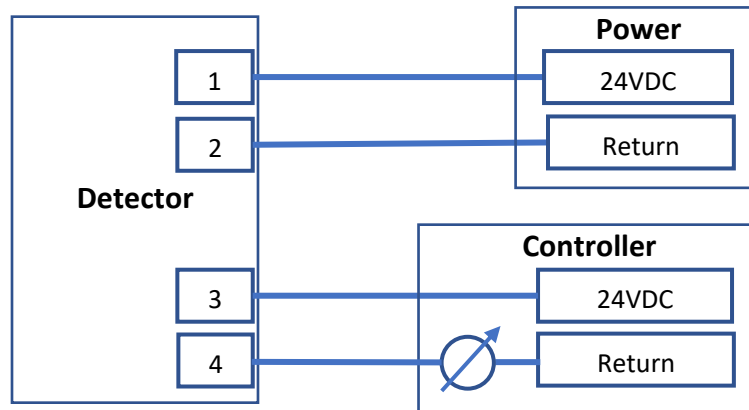 Power
1
24VDC
2
Return
Detector
Controller
3
24VDC
4
Return